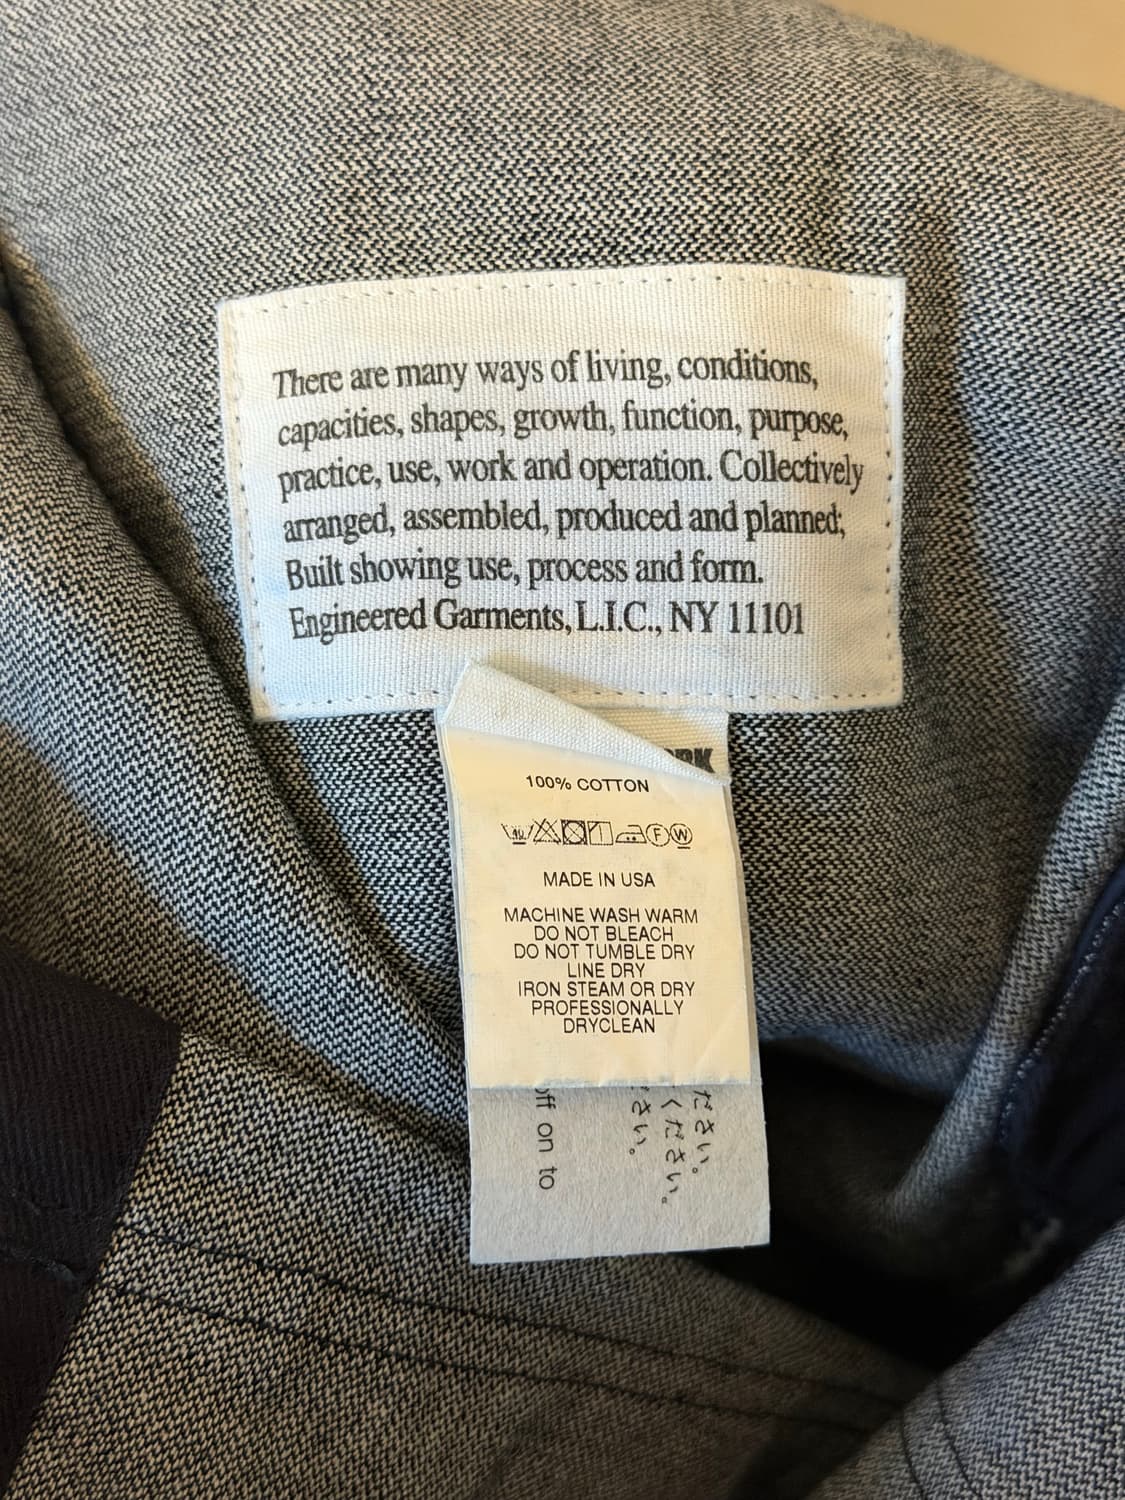 There are many ways of living, conditions,
capacities, shapes, growth, function, purpose,
practice, use, work and operation. Collectively
arranged, assembled, produced and planned;
Built showing use, process and form.
Engineered Garments, L.I.C., NY 11101
100% COTTON
40 F W
MADE IN USA
MACHINE WASH WARM
DO NOT BLEACH
DO NOT TUMBLE DRY
LINE DRY
IRON STEAM OR DRY
PROFESSIONALLY
DRYCLEAN
ださい。
ください。
さい。
off on to